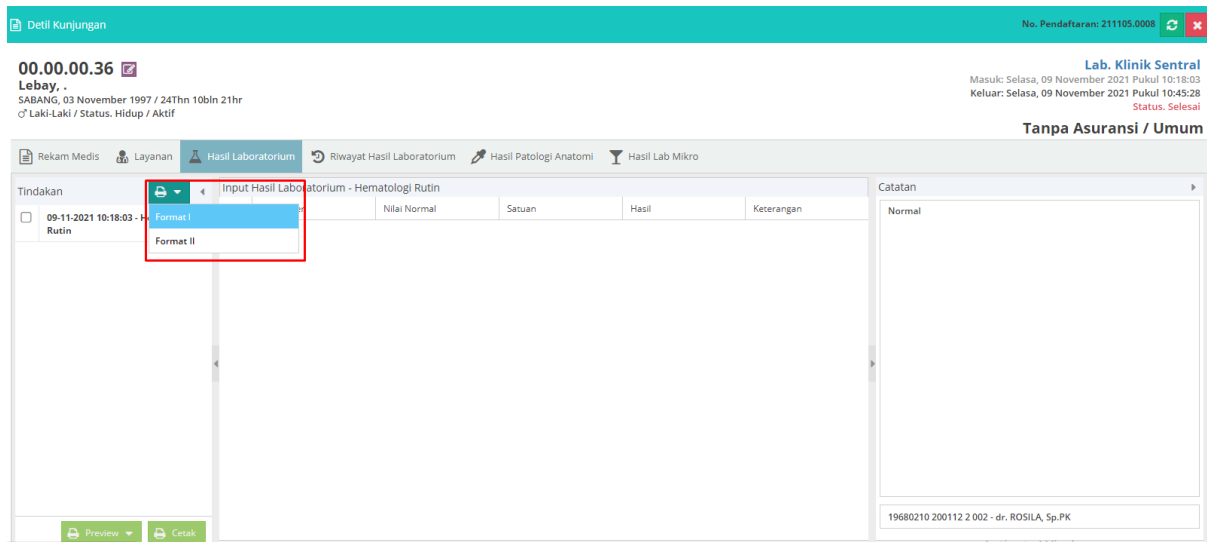 Detil Kunjungan
No. Pendaftaran: 211105.0008
00.00.00.36
Lebay, .
SABANG, 03 November 1997 / 24Thn 10bln 21hr
Laki-Laki / Status. Hidup / Aktif
Lab. Klinik Sentral
Masuk: Selasa, 09 November 2021 Pukul 10:18:03
Keluar: Selasa, 09 November 2021 Pukul 10:45:28
Status. Selesai
Tanpa Asuransi / Umum
Rekam Medis Layanan Hasil Laboratorium Riwayat Hasil Laboratorium Hasil Patologi Anatomi Hasil Lab Mikro
Tindakan
09-11-2021 10:18:03 - H
Rutin
Format I
Format II
Input Hasil Laboratorium - Hematologi Rutin
Nilai Normal Satuan Hasil Keterangan
Catatan
Normal
19680210 200112 2 002 - dr. ROSILA, Sp.PK
Preview Cetak